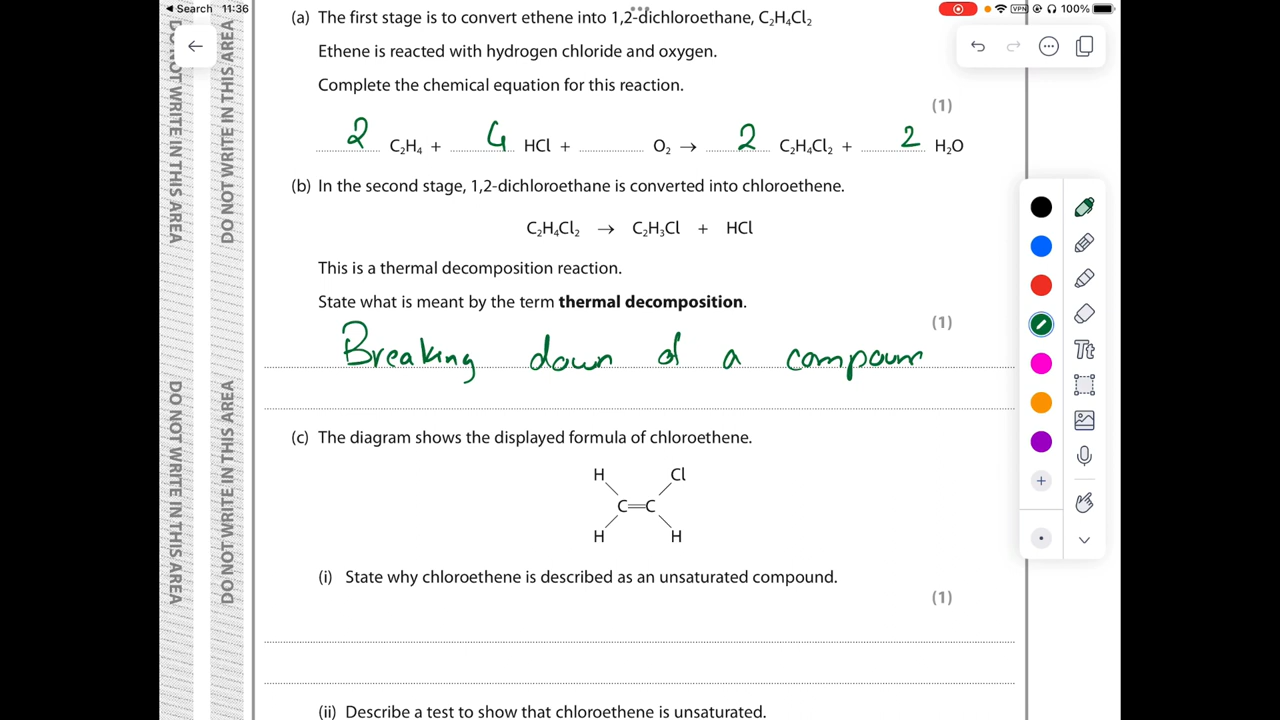 Search 11:36
100%
VPN
(a) The first stage is to convert ethene into 1,2-dichloroethane, C₂H₄Cl₂
Ethene is reacted with hydrogen chloride and oxygen.
Complete the chemical equation for this reaction.
(1)
2 C₂H₄ + 4 HCl + O₂ → 2 C₂H₄Cl₂ + 2 H₂O
(b) In the second stage, 1,2-dichloroethane is converted into chloroethene.
C₂H₄Cl₂ → C₂H₃Cl + HCl
This is a thermal decomposition reaction.
State what is meant by the term thermal decomposition.
(1)
Breaking down of a compoun
(c) The diagram shows the displayed formula of chloroethene.
H Cl
C=C
H H
(i) State why chloroethene is described as an unsaturated compound.
(1)
(ii) Describe a test to show that chloroethene is unsaturated.
DO NOT WRITE IN THIS AREA
DO NOT WRITE IN THIS AREA
DO NOT WRITE IN THIS AREA
DO NOT WRITE IN THIS AREA
Tt